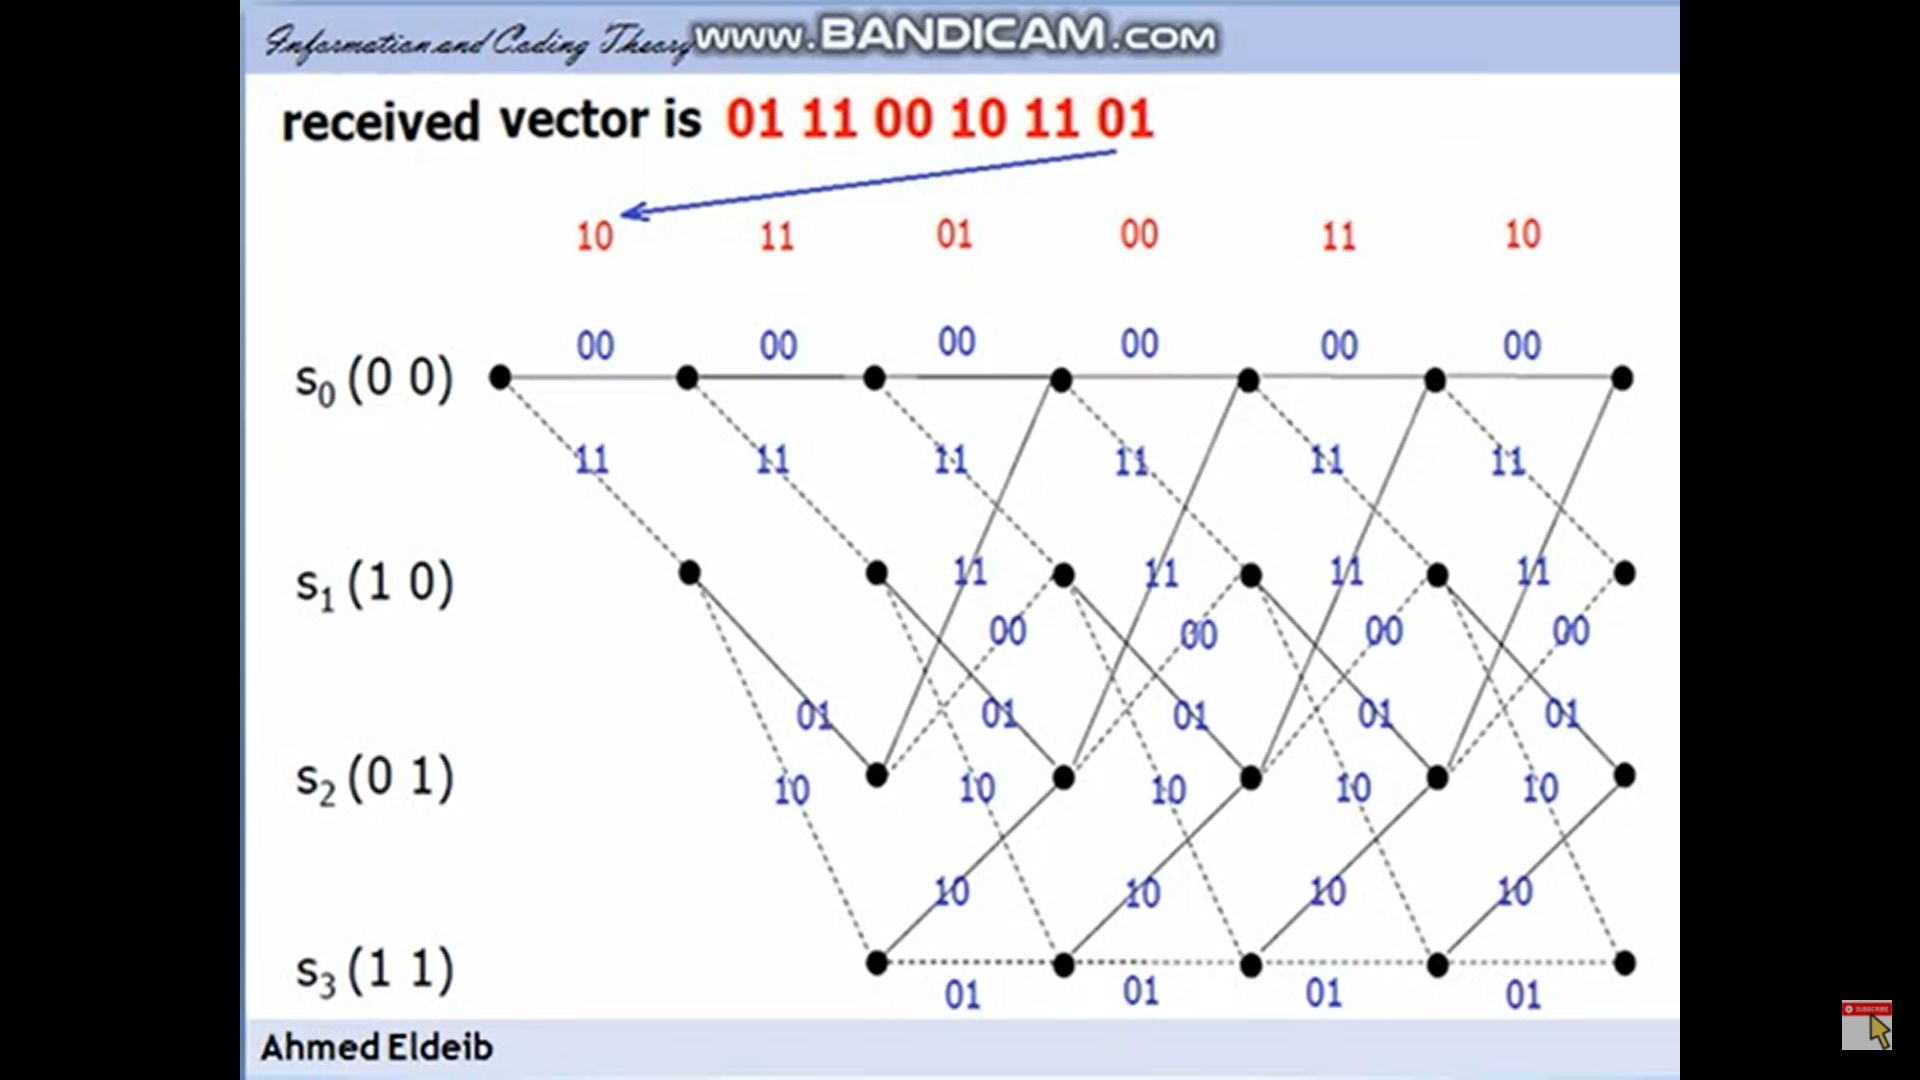 Information and Coding Theory
www.BANDICAM.com
received vector is 01 11 00 10 11 01
10 11 01 00 11 10
00 00 00 00 00 00
s0 (0 0)
11 11 11 11 11 11
s1 (1 0)
11 11 11 11
00 00 00 00
01 01 01 01 01
s2 (0 1)
10 10 10 10 10
10 10 10 10
s3 (1 1)
01 01 01 01
Ahmed Eldeib
SUBSCRIBE